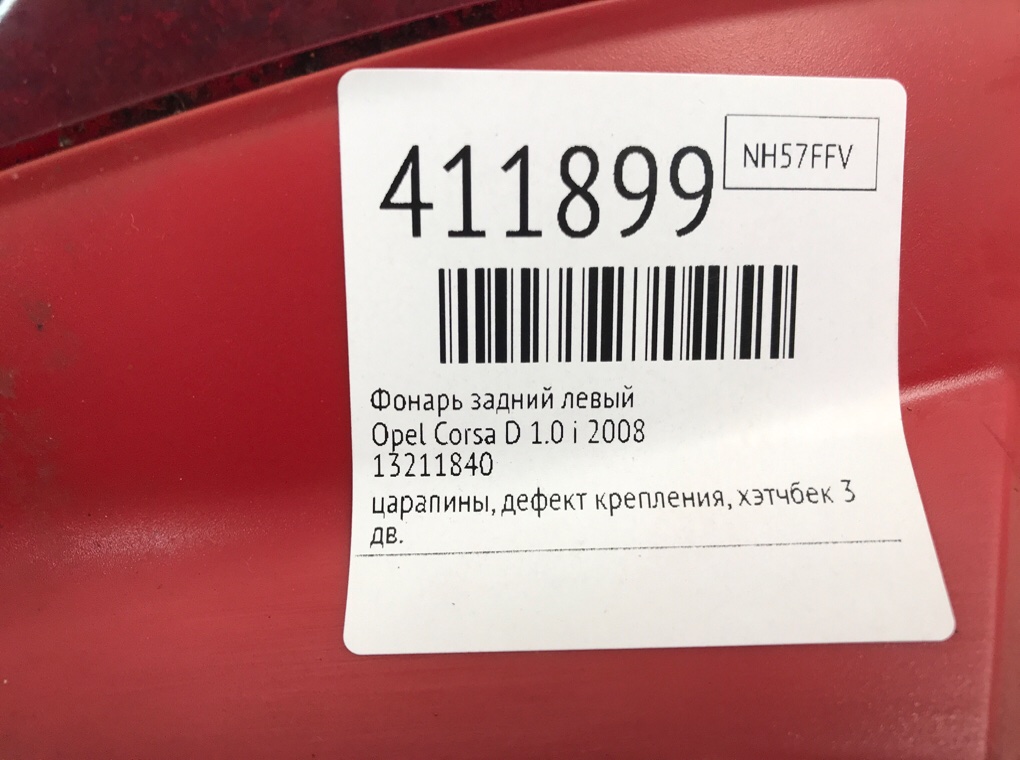 411899
NH57FFV
Фонарь задний левый
Opel Corsa D 1.0 i 2008
13211840
царапины, дефект крепления, хэтчбек 3
дв.